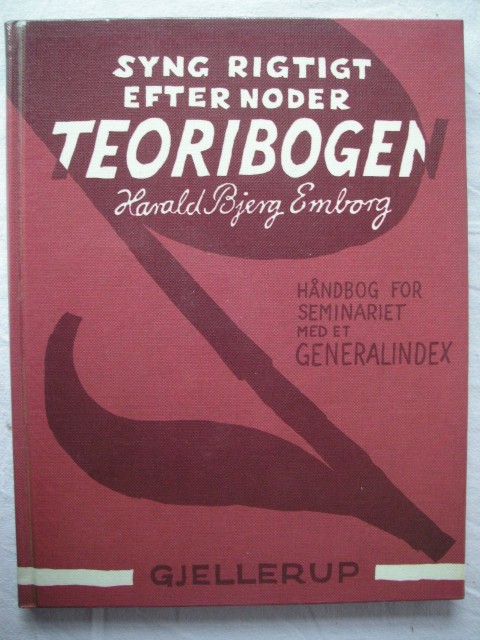 SYNG RIGTIGT
EFTER NODER
TEORIBOGEN
Harald Bjerg Emborg
HÅNDBOG FOR
SEMINARIET
MED ET
GENERALINDEX
GJELLERUP